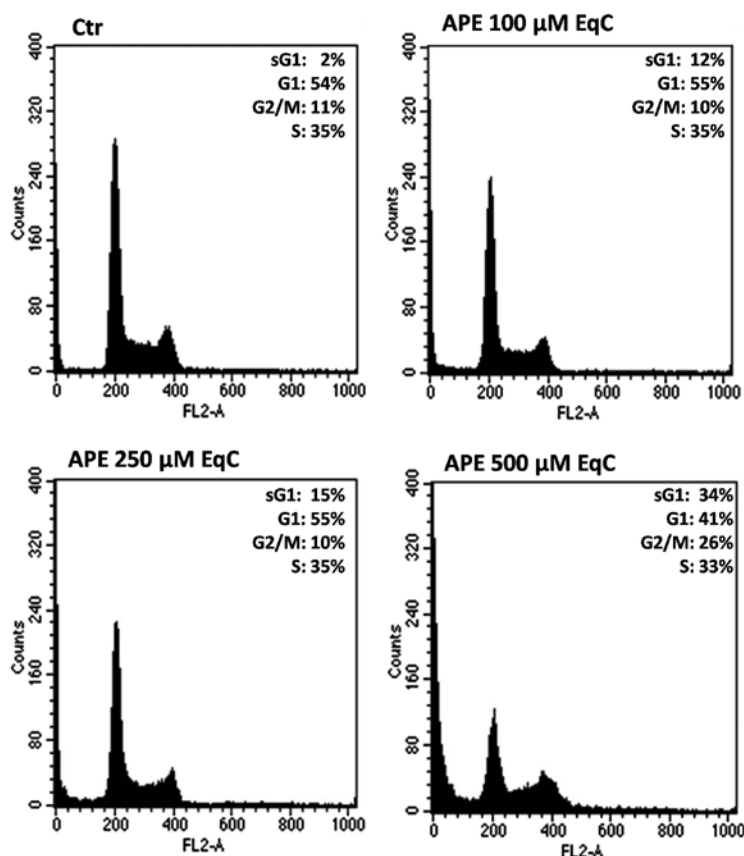 Ctr
sG1: 2%
G1: 54%
G2/M: 11%
S: 35%
Counts
400
320
240
160
80
0
0 200 400 600 800 1000
FL2-A
APE 100 µM EqC
sG1: 12%
G1: 55%
G2/M: 10%
S: 35%
Counts
400
320
240
160
80
0
0 200 400 600 800 1000
FL2-A
APE 250 µM EqC
sG1: 15%
G1: 55%
G2/M: 10%
S: 35%
Counts
400
320
240
160
80
0
0 200 400 600 800 1000
FL2-A
APE 500 µM EqC
sG1: 34%
G1: 41%
G2/M: 26%
S: 33%
Counts
400
320
240
160
80
0
0 200 400 600 800 1000
FL2-A